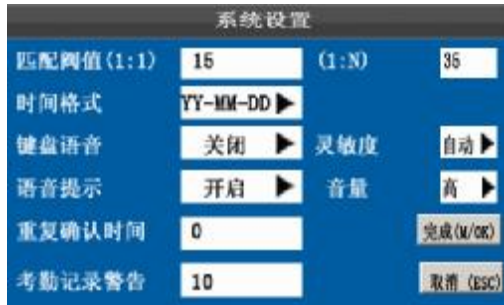 系统设置
匹配阀值(1:1) 15 (1:N) 35
时间格式 YY-MM-DD
键盘语音 关闭 灵敏度 自动
语音提示 开启 音量 高
重复确认时间 0 完成(M/OK)
考勤记录警告 10 取消 (ESC)